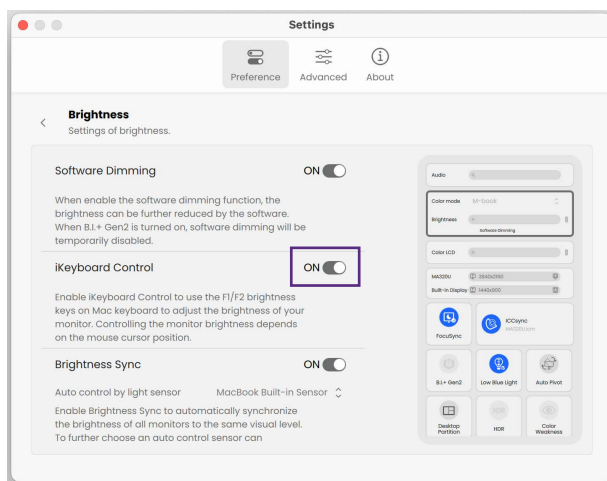 Settings
Preference Advanced About
Brightness
Settings of brightness.
Software Dimming ON
When enable the software dimming function, the
brightness can be further reduced by the software.
When B.I.+ Gen2 is turned on, software dimming will be
temporarily disabled.
iKeyboard Control ON
Enable iKeyboard Control to use the F1/F2 brightness
keys on Mac keyboard to adjust the brightness of your
monitor. Controlling the monitor brightness depends
on the mouse cursor position.
Brightness Sync ON
Auto control by light sensor MacBook Built-in Sensor
Enable Brightness Sync to automatically synchronize
the brightness of all monitors to the same visual level.
To further choose an auto control sensor can
Audio
Color mode M-book
Brightness
Software Dimming
Color LCD
MA320U 3840x2160
Built-in Display 1440x900
FocuSync
ICCsync
B.I.+ Gen2 Low Blue Light Auto Pivot
Desktop
Partition
HDR
Color
Weakness